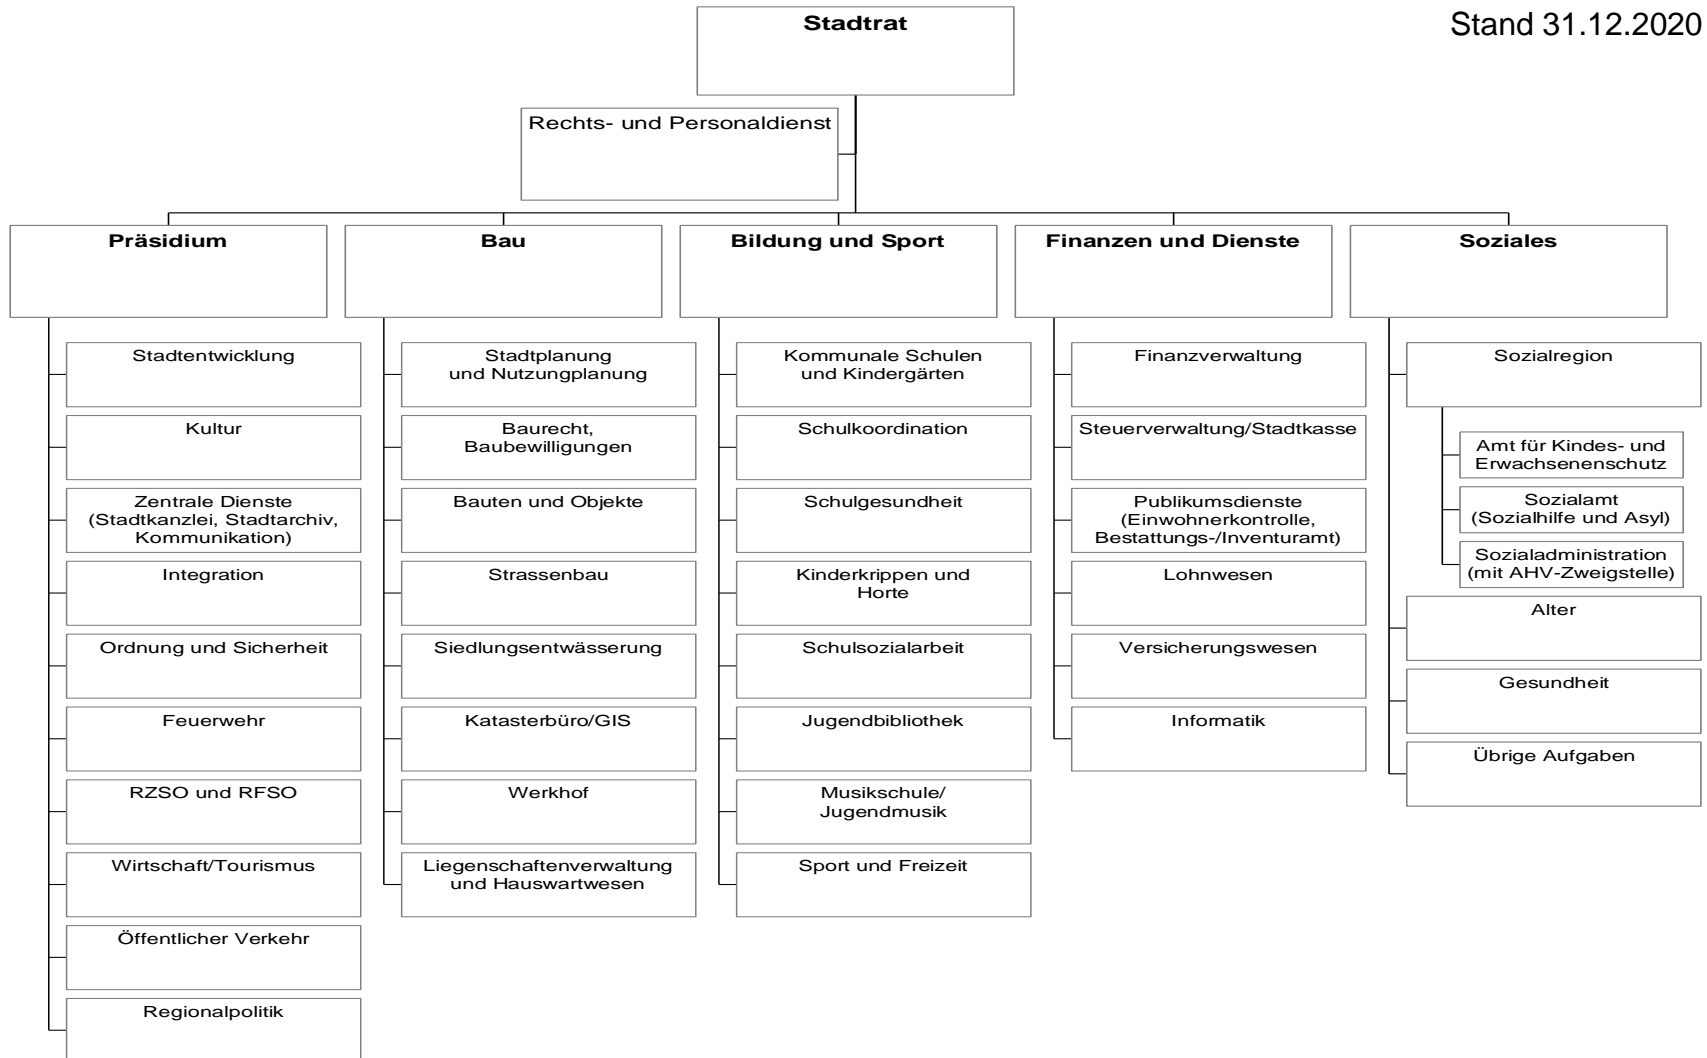 Stadtrat
Stand 31.12.2020
Rechts- und Personaldienst
Präsidium
Bau
Bildung und Sport
Finanzen und Dienste
Soziales
Stadtentwicklung
Kultur
Zentrale Dienste
(Stadtkanzlei, Stadtarchiv,
Kommunikation)
Integration
Ordnung und Sicherheit
Feuerwehr
RZSO und RFSO
Wirtschaft/Tourismus
Öffentlicher Verkehr
Regionalpolitik
Stadtplanung
und Nutzungplanung
Baurecht,
Baubewilligungen
Bauten und Objekte
Strassenbau
Siedlungsentwässerung
Katasterbüro/GIS
Werkhof
Liegenschaftenverwaltung
und Hauswartwesen
Kommunale Schulen
und Kindergärten
Schulkoordination
Schulgesundheit
Kinderkrippen und
Horte
Schulsozialarbeit
Jugendbibliothek
Musikschule/
Jugendmusik
Sport und Freizeit
Finanzverwaltung
Steuerverwaltung/Stadtkasse
Publikumsdienste
(Einwohnerkontrolle,
Bestattungs-/Inventuramt)
Lohnwesen
Versicherungswesen
Informatik
Sozialregion
Amt für Kindes- und
Erwachsenenschutz
Sozialamt
(Sozialhilfe und Asyl)
Sozialadministration
(mit AHV-Zweigstelle)
Alter
Gesundheit
Übrige Aufgaben